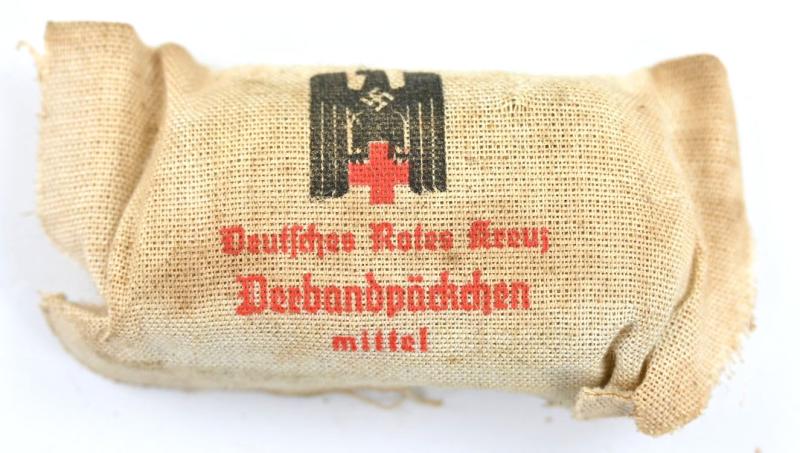 Deutsches Rotes Kreuz
Verbandpäckchen
mittel